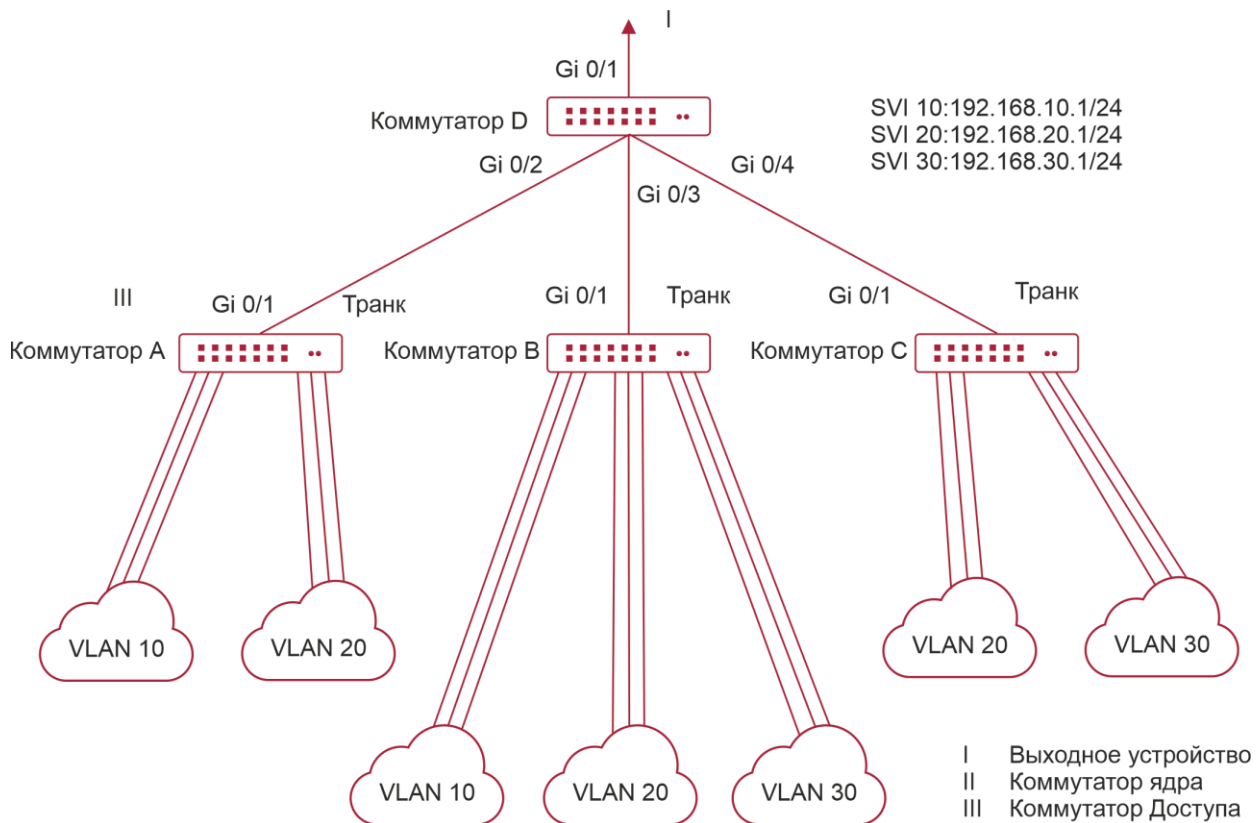 I
Gi 0/1
Коммутатор D
SVI 10:192.168.10.1/24
SVI 20:192.168.20.1/24
SVI 30:192.168.30.1/24
Gi 0/2
Gi 0/3
Gi 0/4
III
Gi 0/1
Транк
Gi 0/1
Транк
Gi 0/1
Транк
Коммутатор A
Коммутатор B
Коммутатор C
VLAN 10
VLAN 20
VLAN 20
VLAN 30
VLAN 10
VLAN 20
VLAN 30
I Выходное устройство
II Коммутатор ядра
III Коммутатор Доступа